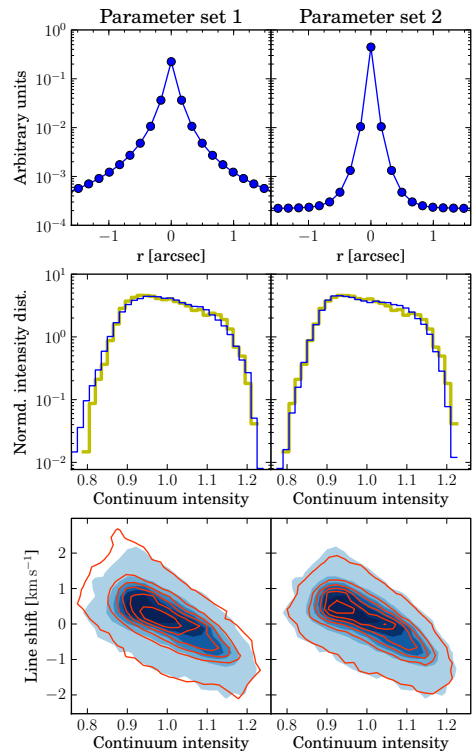 Parameter set 1 Parameter set 2
Arbitrary units
10^0
10^{-1}
10^{-2}
10^{-3}
10^{-4}
−1 0 1 −1 0 1
r [arcsec] r [arcsec]
Normd. intensity dist.
10^1
10^0
10^{-1}
10^{-2}
0.8 0.9 1.0 1.1 1.2 0.8 0.9 1.0 1.1 1.2
Continuum intensity Continuum intensity
Line shift [km s^{-1}]
2
1
0
−1
−2
0.8 0.9 1.0 1.1 1.2 0.8 0.9 1.0 1.1 1.2
Continuum intensity Continuum intensity